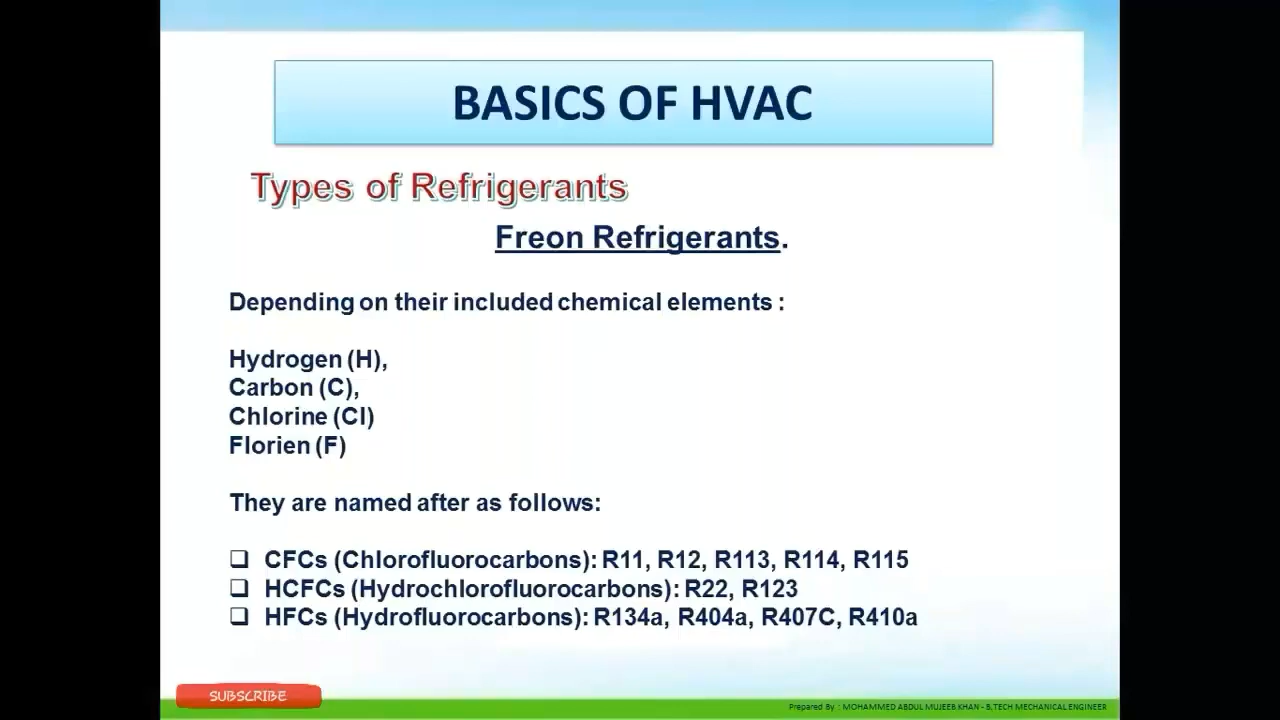 BASICS OF HVAC
Types of Refrigerants
Freon Refrigerants.
Depending on their included chemical elements :
Hydrogen (H),
Carbon (C),
Chlorine (Cl)
Florien (F)
They are named after as follows:
❑ CFCs (Chlorofluorocarbons): R11, R12, R113, R114, R115
❑ HCFCs (Hydrochlorofluorocarbons): R22, R123
❑ HFCs (Hydrofluorocarbons): R134a, R404a, R407C, R410a
SUBSCRIBE
Prepared By : MOHAMMED ABDUL MUJEEB KHAN - B.TECH MECHANICAL ENGINEER